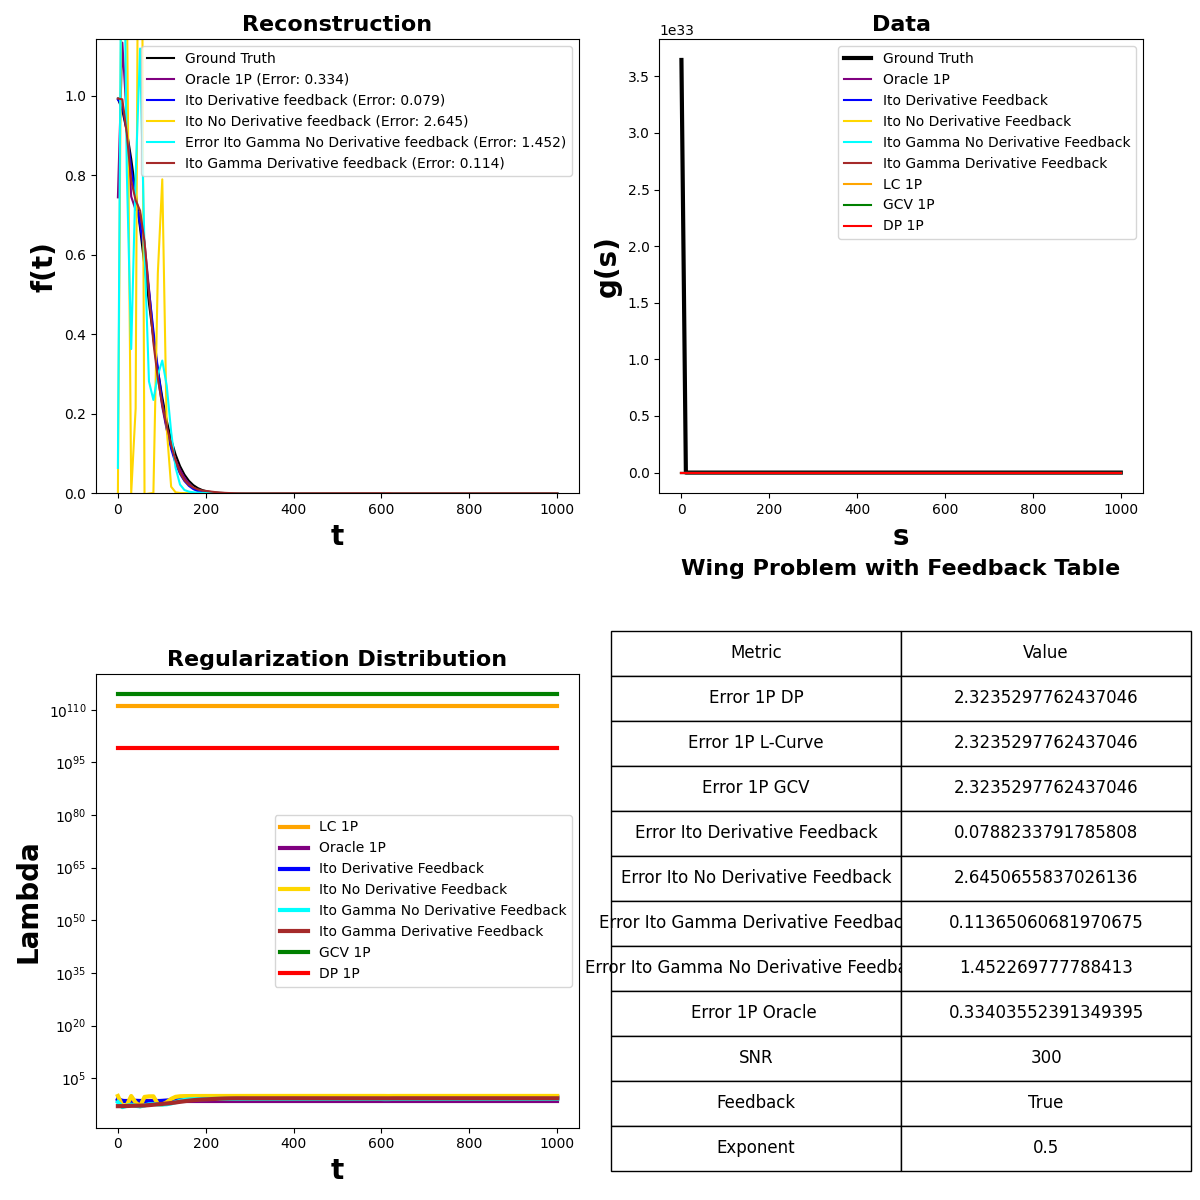 Reconstruction
f(t)
1.0
0.8
0.6
0.4
0.2
0.0
0
200
400
600
800
1000
t
Ground Truth
Oracle 1P (Error: 0.334)
Ito Derivative feedback (Error: 0.079)
Ito No Derivative feedback (Error: 2.645)
Error Ito Gamma No Derivative feedback (Error: 1.452)
Ito Gamma Derivative feedback (Error: 0.114)
Data
1e33
g(s)
3.5
3.0
2.5
2.0
1.5
1.0
0.5
0.0
0
200
400
600
800
1000
s
Ground Truth
Oracle 1P
Ito Derivative Feedback
Ito No Derivative Feedback
Ito Gamma No Derivative Feedback
Ito Gamma Derivative Feedback
LC 1P
GCV 1P
DP 1P
Regularization Distribution
Lambda
10^110
10^95
10^80
10^65
10^50
10^35
10^20
10^5
0
200
400
600
800
1000
t
LC 1P
Oracle 1P
Ito Derivative Feedback
Ito No Derivative Feedback
Ito Gamma No Derivative Feedback
Ito Gamma Derivative Feedback
GCV 1P
DP 1P
Wing Problem with Feedback Table
Metric Value
Error 1P DP 2.3235297762437046
Error 1P L-Curve 2.3235297762437046
Error 1P GCV 2.3235297762437046
Error Ito Derivative Feedback 0.0788233791785808
Error Ito No Derivative Feedback 2.6450655837026136
Error Ito Gamma Derivative Feedbac 0.11365060681970675
Error Ito Gamma No Derivative Feedba 1.452269777788413
Error 1P Oracle 0.33403552391349395
SNR 300
Feedback True
Exponent 0.5